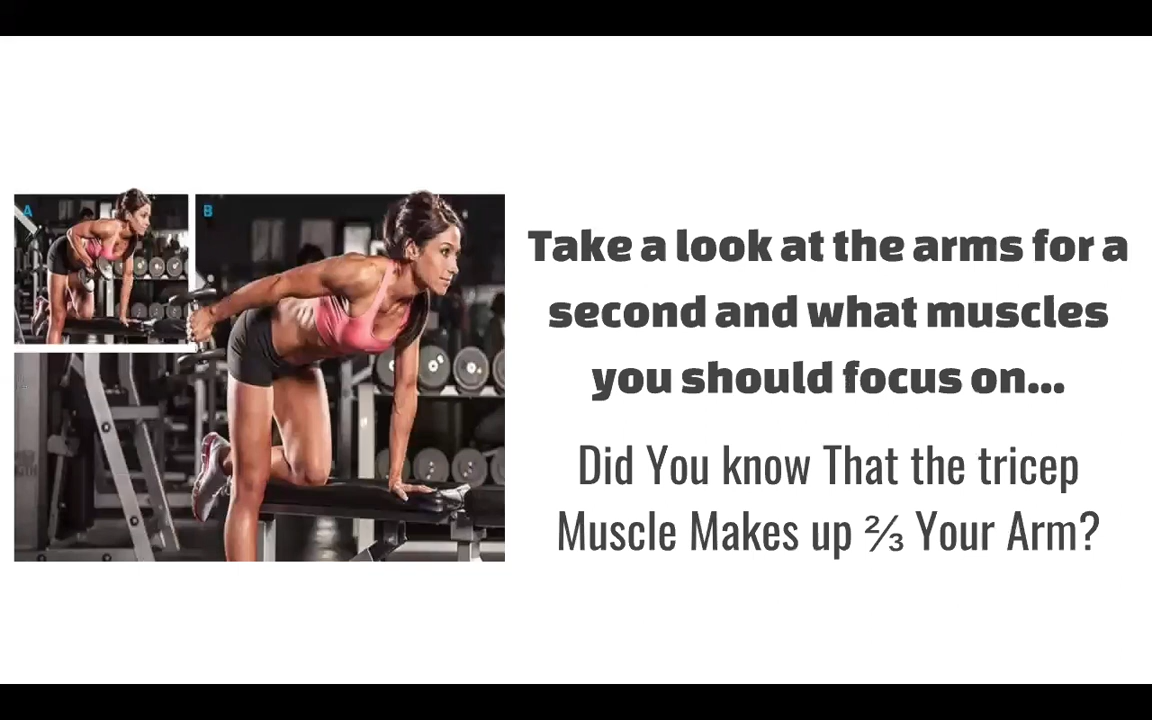 A
B
Take a look at the arms for a
second and what muscles
you should focus on...
Did You know That the tricep
Muscle Makes up ⅔ Your Arm?